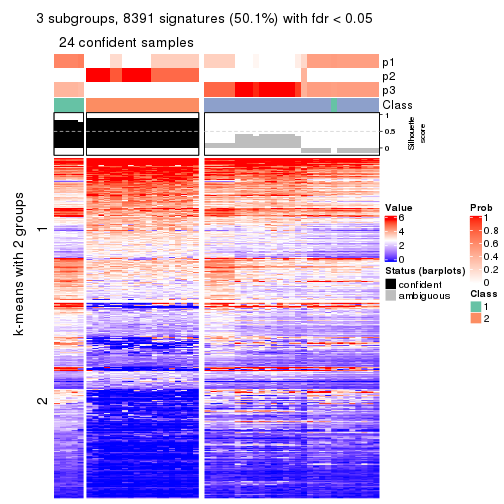 3 subgroups, 8391 signatures (50.1%) with fdr < 0.05
24 confident samples
p1
p2
p3
Class
1
0.5
0
Silhouette
score
k-means with 2 groups
1
2
Value
6
4
2
0
Status (barplots)
confident
ambiguous
Prob
1
0.8
0.6
0.4
0.2
0
Class
1
2